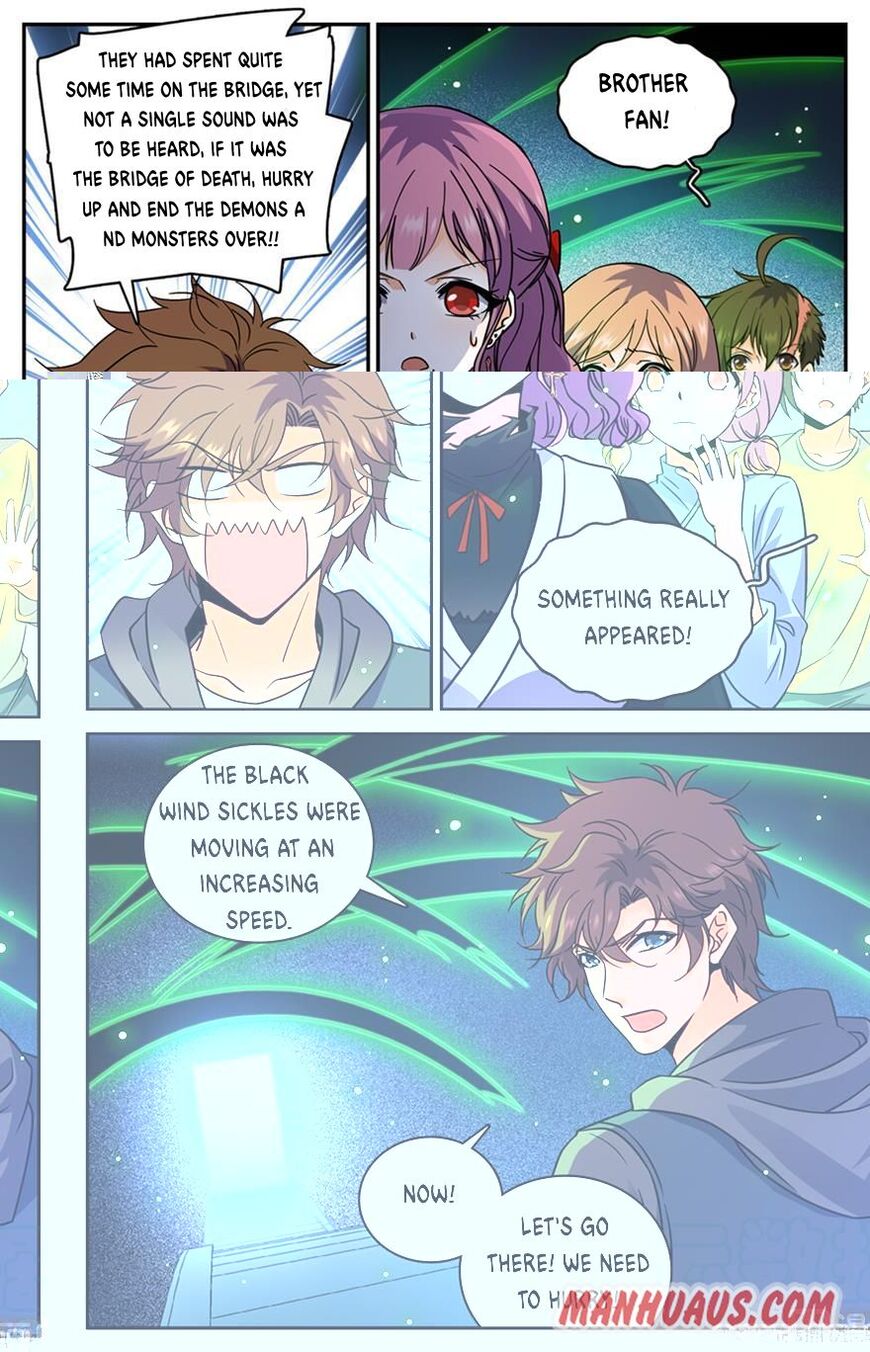 THEY HAD SPENT QUITE
SOME TIME ON THE BRIDGE, YET
NOT A SINGLE SOUND WAS
TO BE HEARD, IF IT WAS
THE BRIDGE OF DEATH, HURRY
UP AND END THE DEMONS A
ND MONSTERS OVER!!
BROTHER
FAN!
SOMETHING REALLY
APPEARED!
THE BLACK
WIND SICKLES WERE
MOVING AT AN
INCREASING
SPEED.
NOW!
LET'S GO
THERE! WE NEED
TO HURRY!
MANHUAUS.COM